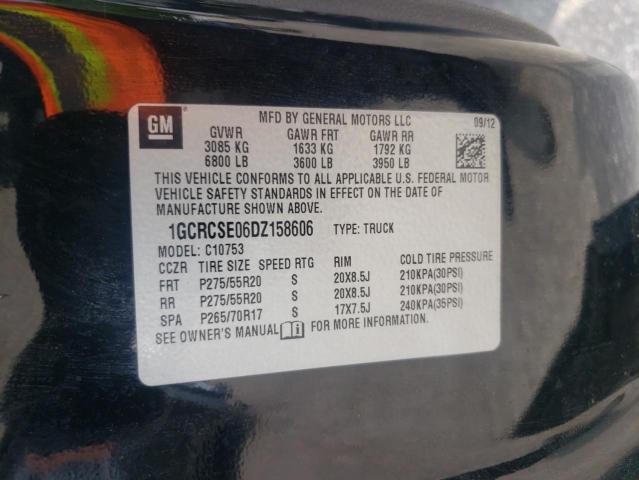 GM
MFD BY GENERAL MOTORS LLC
09/12
GVWR GAWR FRT GAWR RR
3085 KG 1633 KG 1792 KG
6800 LB 3600 LB 3950 LB
THIS VEHICLE CONFORMS TO ALL APPLICABLE U.S. FEDERAL MOTOR
VEHICLE SAFETY STANDARDS IN EFFECT ON THE DATE OF
MANUFACTURE SHOWN ABOVE.
1GCRCSE06DZ158606 TYPE: TRUCK
MODEL: C10753
CCZR TIRE SIZE SPEED RTG RIM COLD TIRE PRESSURE
FRT P275/55R20 S 20X8.5J 210KPA(30PSI)
RR P275/55R20 S 20X8.5J 210KPA(30PSI)
SPA P265/70R17 S 17X7.5J 240KPA(35PSI)
SEE OWNER'S MANUAL FOR MORE INFORMATION.